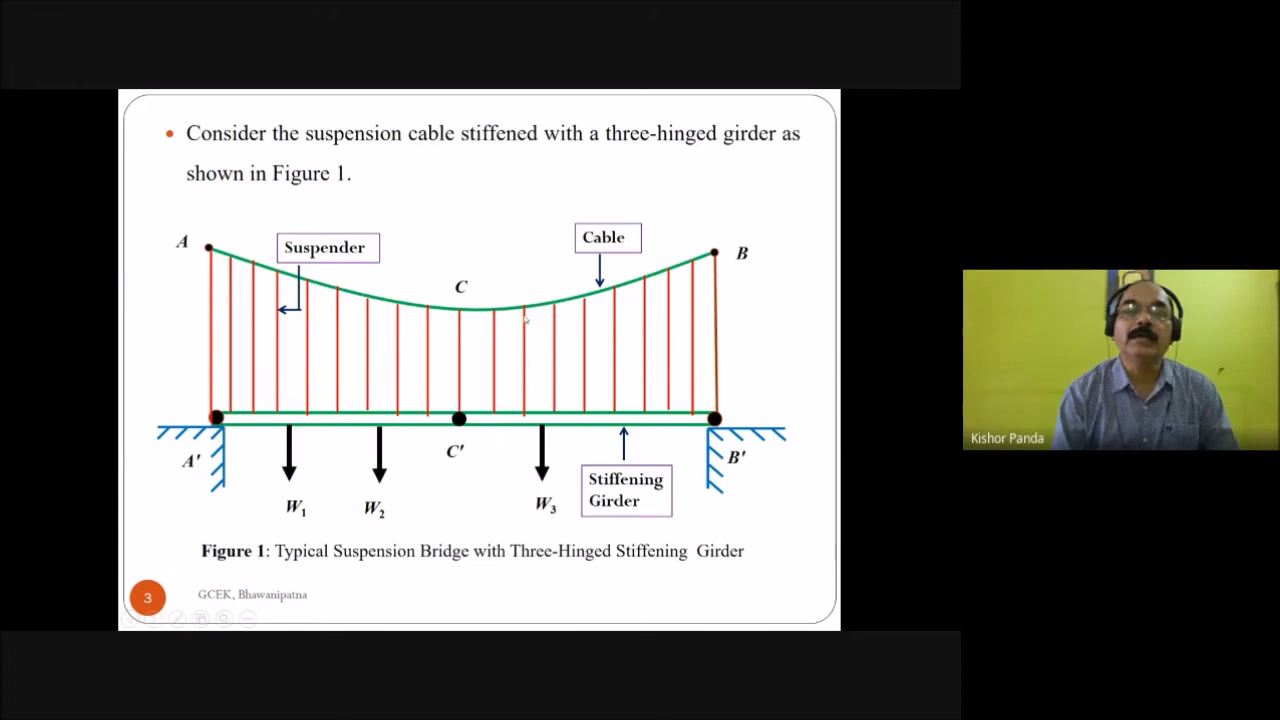 • Consider the suspension cable stiffened with a three-hinged girder as
shown in Figure 1.
A
Suspender
Cable
B
C
A'
C'
B'
W1
W2
W3
Stiffening
Girder
Figure 1: Typical Suspension Bridge with Three-Hinged Stiffening Girder
3
GCEK, Bhawanipatna
Kishor Panda